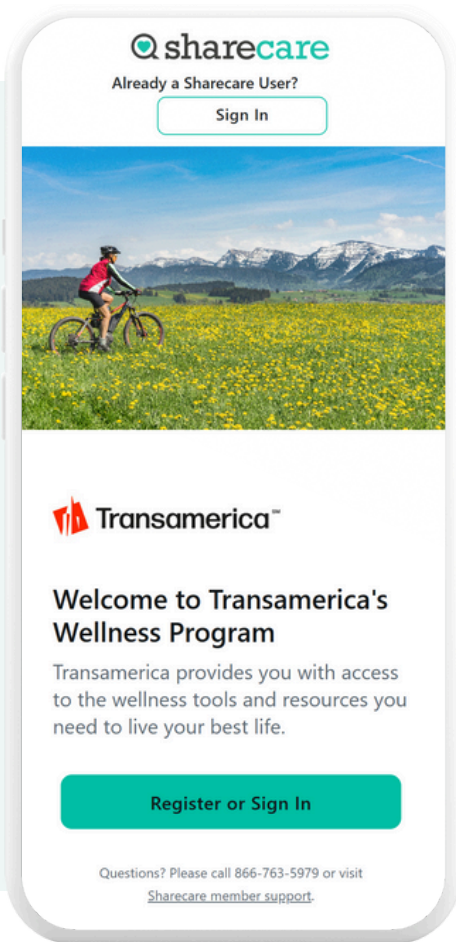 sharecare
Already a Sharecare User?
Sign In
Transamerica℠
Welcome to Transamerica's
Wellness Program
Transamerica provides you with access
to the wellness tools and resources you
need to live your best life.
Register or Sign In
Questions? Please call 866-763-5979 or visit
Sharecare member support.